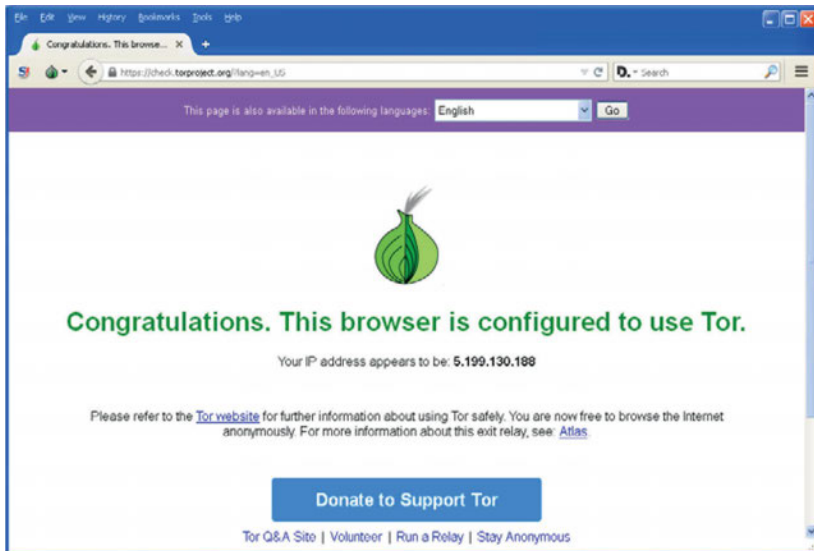 File Edit View History Bookmarks Tools Help
Congratulations. This browse... × +
https://check.torproject.org/?lang=en_US
D. Search
This page is also available in the following languages: English Go
Congratulations. This browser is configured to use Tor.
Your IP address appears to be: 5.199.130.188
Please refer to the Tor website for further information about using Tor safely. You are now free to browse the Internet
anonymously. For more information about this exit relay, see: Atlas.
Donate to Support Tor
Tor Q&A Site | Volunteer | Run a Relay | Stay Anonymous